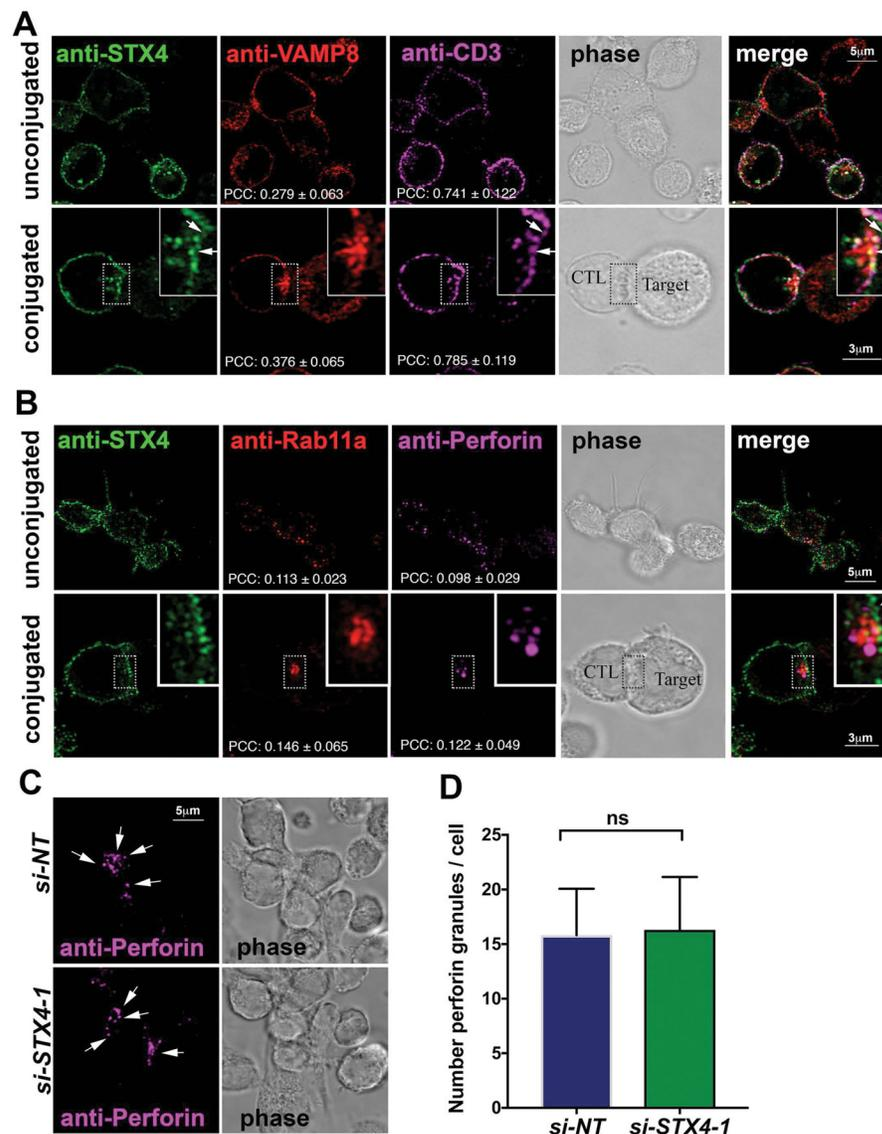 A
anti-STX4 anti-VAMP8 anti-CD3 phase merge
5µm
unconjugated
PCC: 0.279 ± 0.063 PCC: 0.741 ± 0.122
conjugated
CTL Target
PCC: 0.376 ± 0.065 PCC: 0.785 ± 0.119
3µm
B
anti-STX4 anti-Rab11a anti-Perforin phase merge
unconjugated
PCC: 0.113 ± 0.023 PCC: 0.098 ± 0.029
5µm
conjugated
CTL Target
PCC: 0.146 ± 0.065 PCC: 0.122 ± 0.049
3µm
C
5µm
si-NT
anti-Perforin phase
si-STX4-1
anti-Perforin phase
D
ns
Number perforin granules / cell
25
20
15
10
5
0
si-NT si-STX4-1